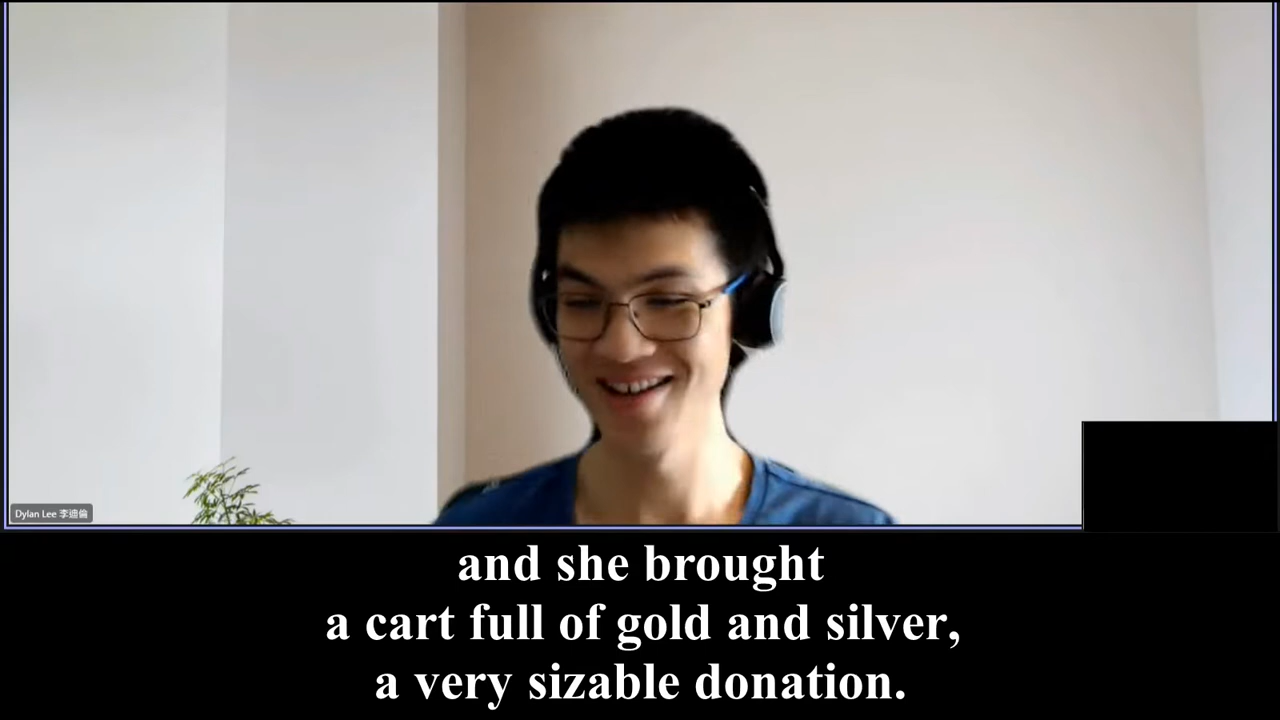 Dylan Lee 李迪倫
and she brought
a cart full of gold and silver,
a very sizable donation.